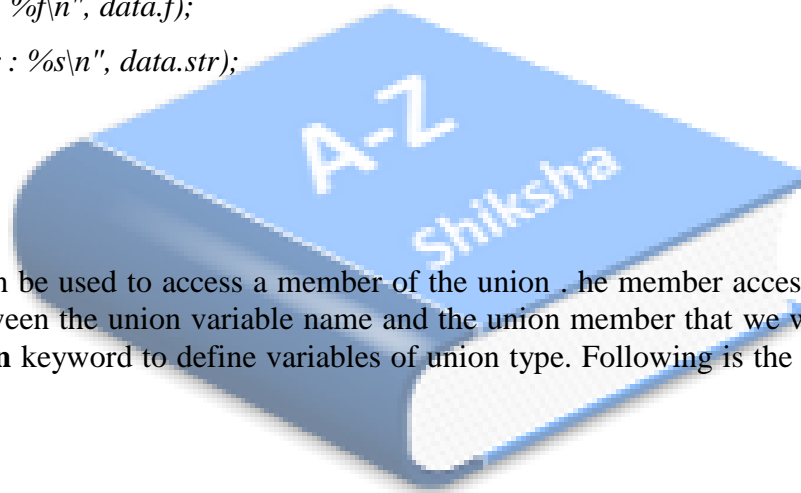 %f\n", data.f);
: %s\n", data.str);
A-Z
Shiksha
be used to access a member of the union . he member acces
een the union variable name and the union member that we w
keyword to define variables of union type. Following is the